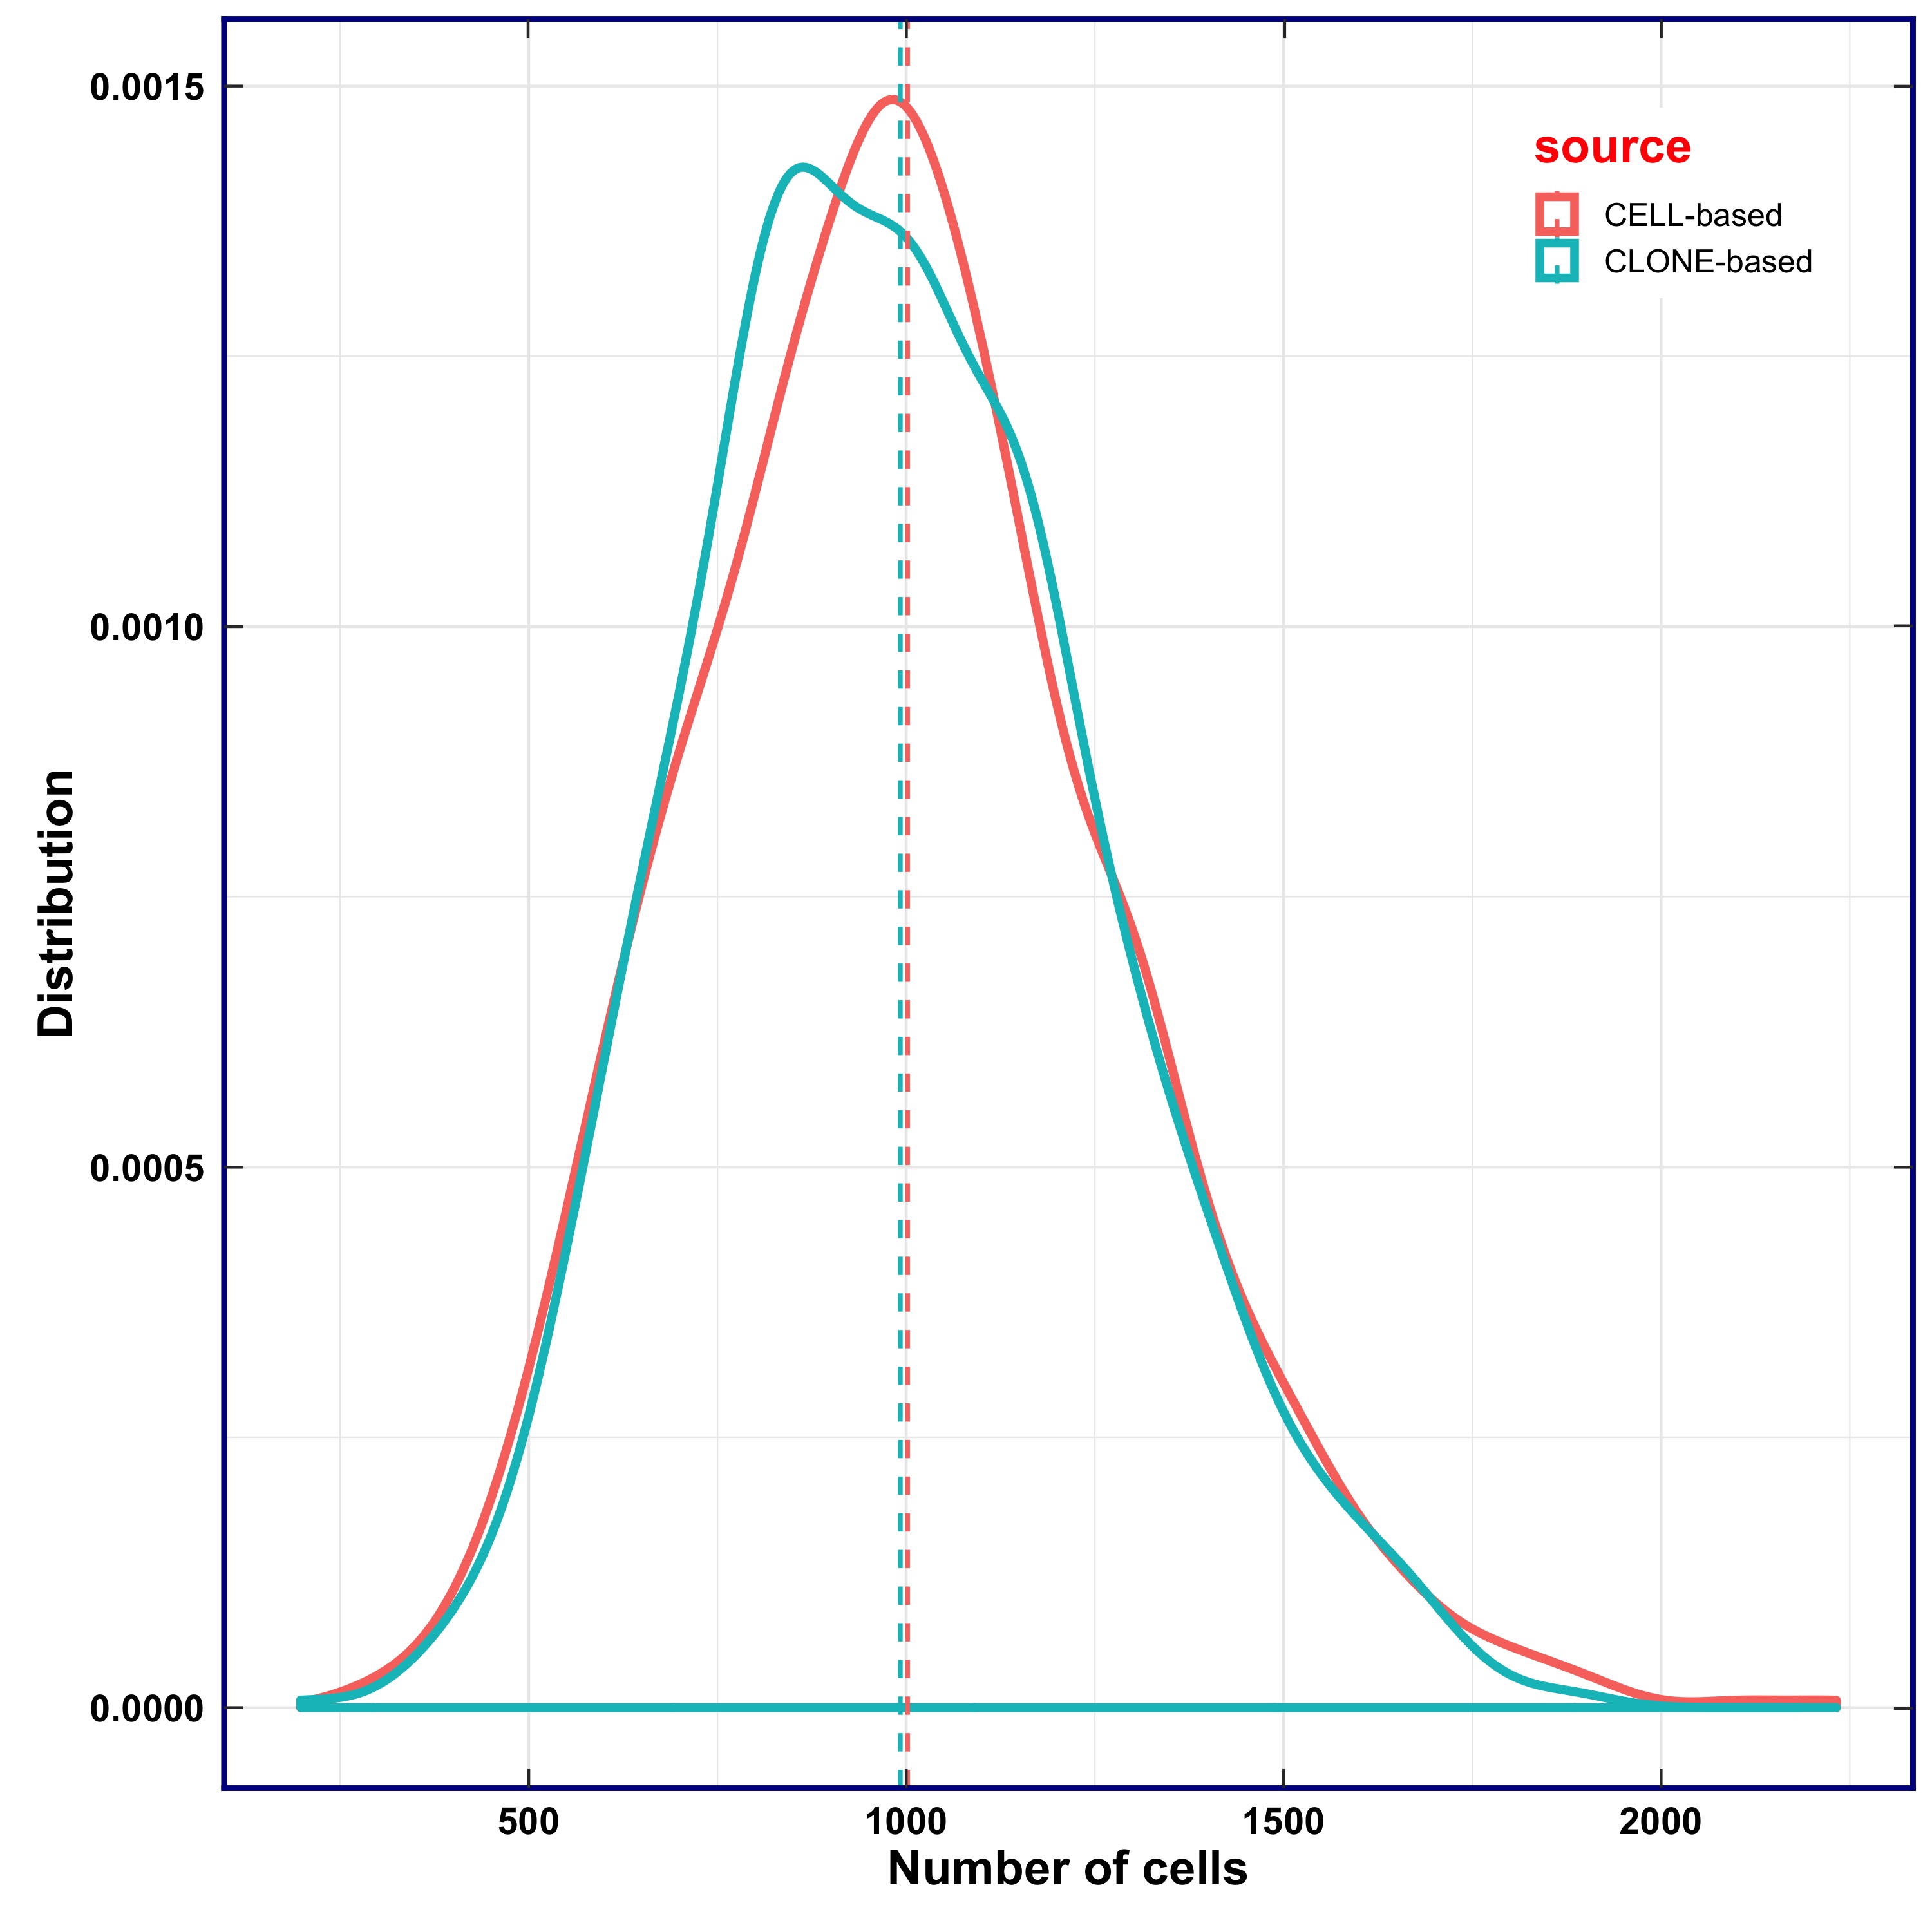 0.0015
0.0010
0.0005
0.0000
Distribution
source
CELL-based
CLONE-based
500 1000 1500 2000
Number of cells